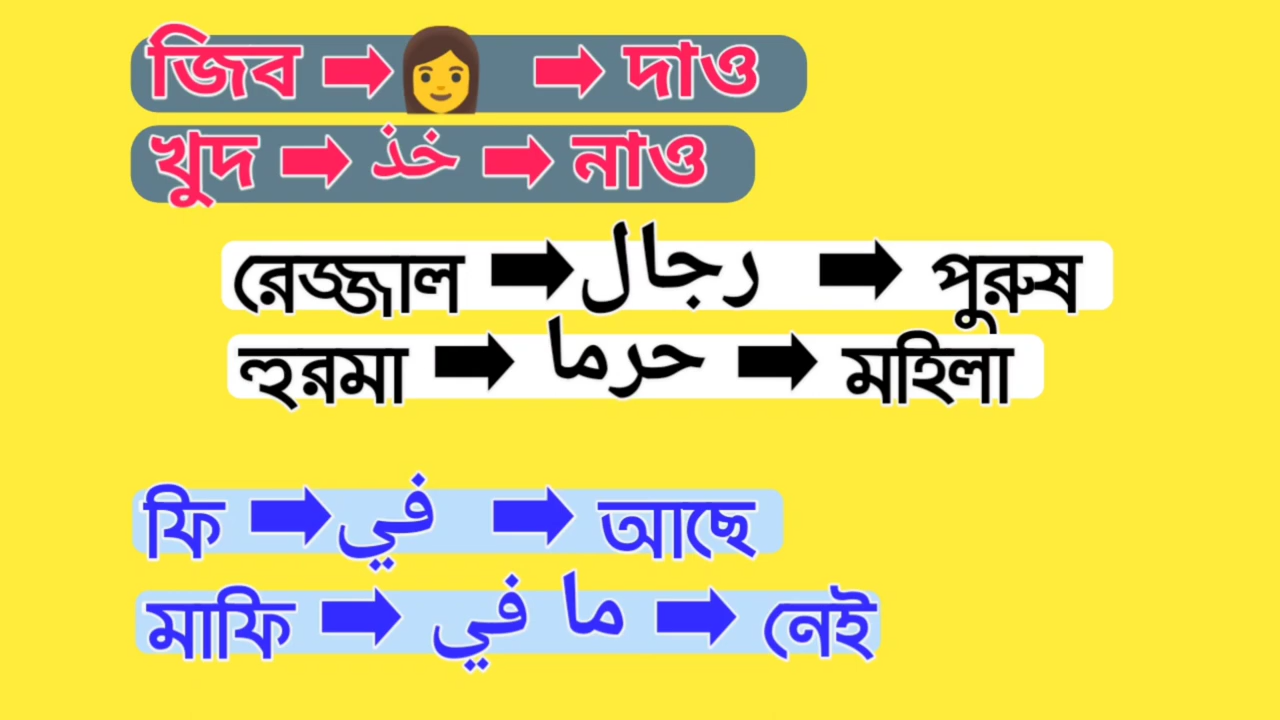 জিব ➡👩 ➡ দাও
খুদ ➡ خذ ➡ নাও
রেজ্জাল ➡ رجال ➡ পুরুষ
হুরমা ➡ حرما ➡ মহিলা
ফি ➡ في ➡ আছে
মাফি ➡ ما في ➡ নেই